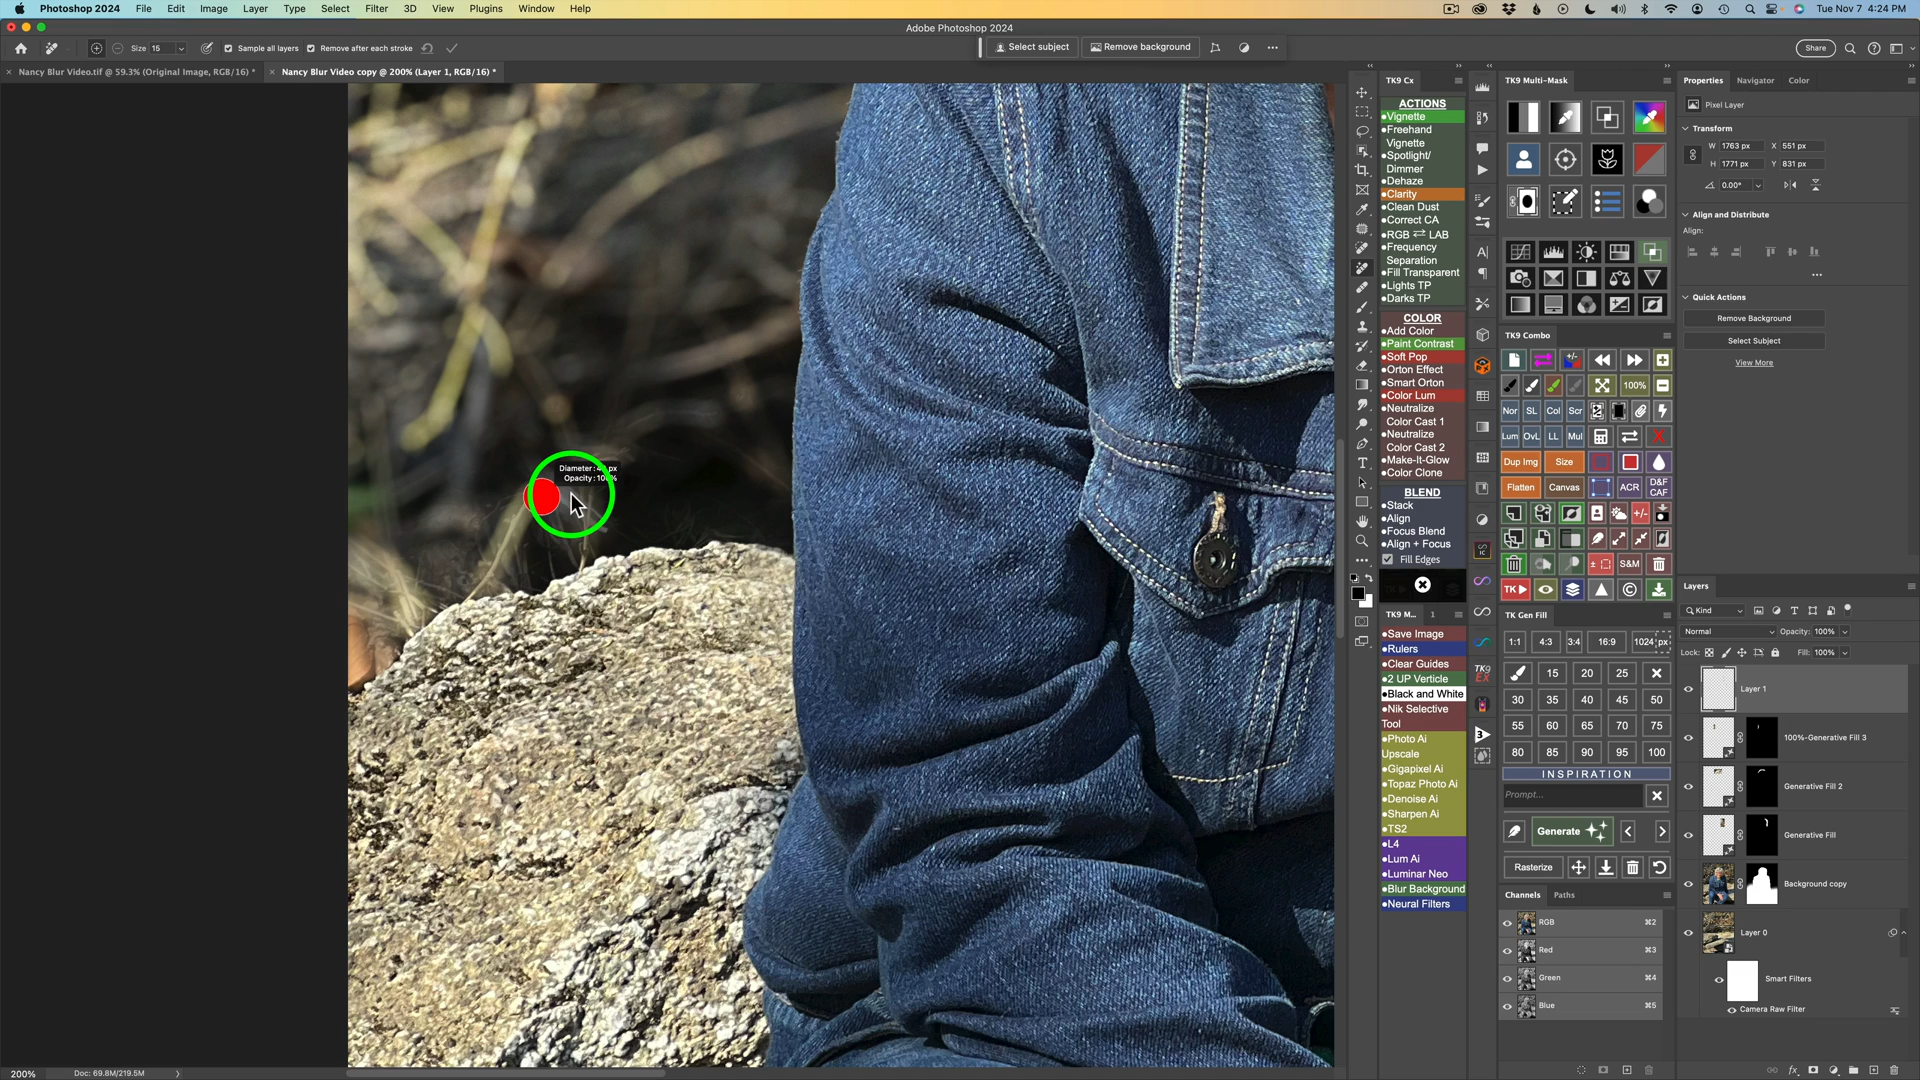 Photoshop 2024 File Edit Image Layer Type Select Filter 3D View Plugins Window Help
Tue Nov 7 4:24 PM
Adobe Photoshop 2024
Size 15 Sample all layers Remove after each stroke
Select subject Remove background
Share
Nancy Blur Video.tif @ 59.3% (Original Image, RGB/16) *
Nancy Blur Video copy @ 200% (Layer 1, RGB/16) *
Opacity: 100%
200% Doc: 69.8M/219.5M
TK9 Cx
ACTIONS
Vignette
Freehand
Vignette
Spotlight/
Dimmer
Dehaze
Clarity
Clean Dust
Correct CA
RGB ⇄ LAB
Frequency
Separation
Fill Transparent
Lights TP
Darks TP
COLOR
Add Color
Paint Contrast
Soft Pop
Orton Effect
Smart Orton
Color Lum
Neutralize
Color Cast 1
Neutralize
Color Cast 2
Make-It-Glow
Color Clone
BLEND
Stack
Align
Focus Blend
Align + Focus
Fill Edges
TK9 M... 1
Save Image
Rulers
Clear Guides
2 UP Verticle
Black and White
Nik Selective
Tool
Photo Ai
Upscale
Gigapixel Ai
Topaz Photo Ai
Denoise Ai
Sharpen Ai
TS2
L4
Lum Ai
Luminar Neo
Blur Background
Neural Filters
TK9 Multi-Mask
TK9 Combo
100%
Nor SL Col Scr
Lum OvL LL Mul
Dup Img Size
Flatten Canvas ACR D&F
CAF
S&M
TK
TK Gen Fill
1:1 4:3 3:4 16:9 1024 px
15 20 25
30 35 40 45 50
55 60 65 70 75
80 85 90 95 100
INSPIRATION
Prompt...
Generate
Rasterize
Channels Paths
RGB ⌘2
Red ⌘3
Green ⌘4
Blue ⌘5
Properties Navigator Color
Pixel Layer
Transform
W 1763 px X 551 px
H 1771 px Y 831 px
0.00°
Align and Distribute
Align:
Quick Actions
Remove Background
Select Subject
View More
Layers
Kind
Normal Opacity: 100%
Lock: Fill: 100%
Layer 1
100%-Generative Fill 3
Generative Fill 2
Generative Fill
Background copy
Layer 0
Smart Filters
Camera Raw Filter